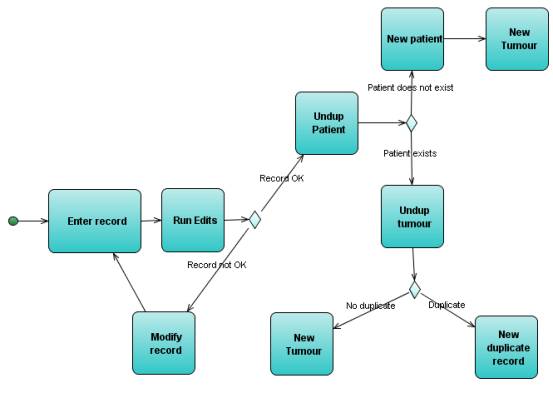 New patient
New
Tumour
Patient does not exist
Undup
Patient
Patient exists
Record OK
Enter record
Run Edits
Undup
tumour
Record not OK
No duplicate
Duplicate
Modify
record
New
Tumour
New
duplicate
record